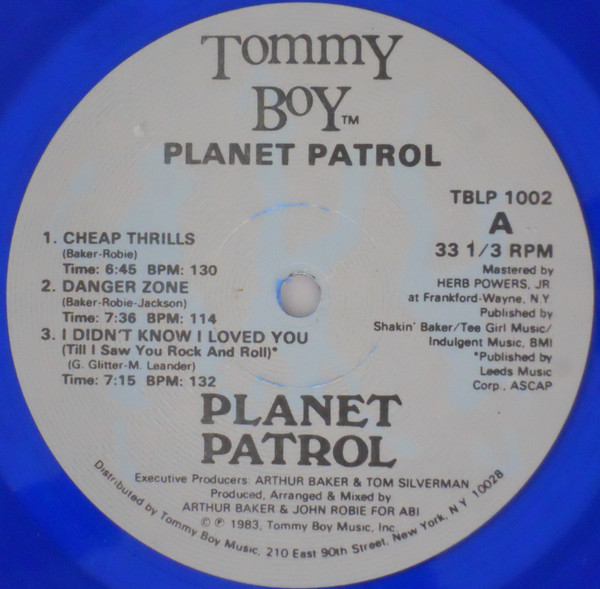 Tommy
Boy™
PLANET PATROL
TBLP 1002
A
33 1/3 RPM
1. CHEAP THRILLS
(Baker-Robie)
Time: 6:45 BPM: 130
2. DANGER ZONE
(Baker-Robie-Jackson)
Time: 7:36 BPM: 114
3. I DIDN'T KNOW I LOVED YOU
(Till I Saw You Rock And Roll)*
(G. Glitter-M. Leander)
Time: 7:15 BPM: 132
Mastered by
HERB POWERS, JR
at Frankford-Wayne, N.Y
Published by
Shakin' Baker/Tee Girl Music/
Indulgent Music, BMI
*Published by
Leeds Music
Corp., ASCAP
PLANET
PATROL
Executive Producers: ARTHUR BAKER & TOM SILVERMAN
Produced, Arranged & Mixed by
ARTHUR BAKER & JOHN ROBIE FOR ABI
© ℗ 1983, Tommy Boy Music, Inc.
Distributed by Tommy Boy Music, 210 East 90th Street, New York, N.Y. 10028